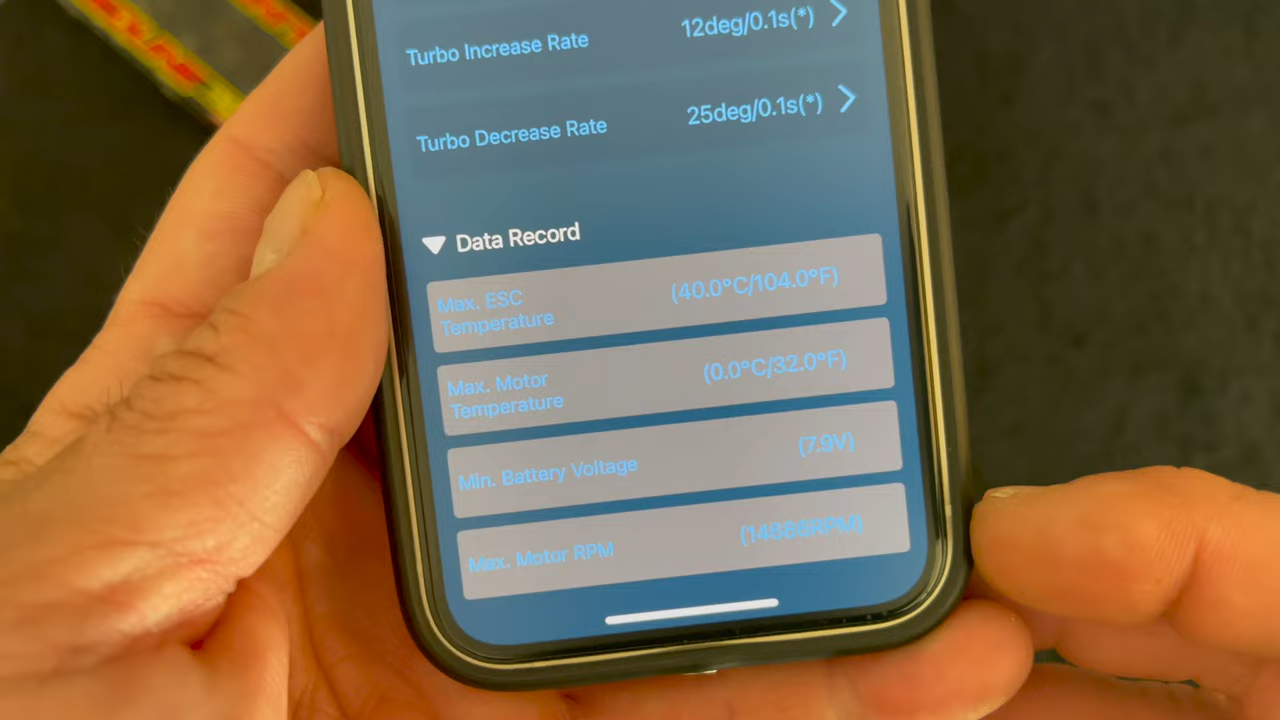 Turbo Increase Rate 12deg/0.1s(*)
Turbo Decrease Rate 25deg/0.1s(*)
Data Record
Max. ESC
Temperature
(40.0°C/104.0°F)
Max. Motor
Temperature
(0.0°C/32.0°F)
Min. Battery Voltage (7.9V)
Max. Motor RPM